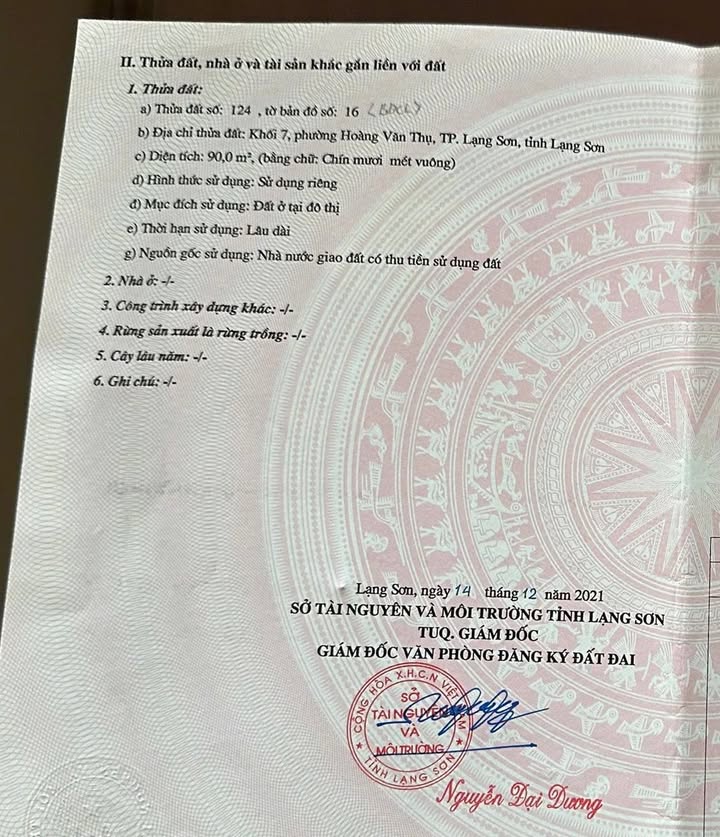 II. Thửa đất, nhà ở và tài sản khác gắn liền với đất
1. Thửa đất:
a) Thửa đất số: 124 , tờ bản đồ số: 16 (BĐCL)
b) Địa chỉ thửa đất: Khối 7, phường Hoàng Văn Thụ, TP. Lạng Sơn, tỉnh Lạng Sơn
c) Diện tích: 90,0 m², (bằng chữ: Chín mươi mét vuông)
d) Hình thức sử dụng: Sử dụng riêng
đ) Mục đích sử dụng: Đất ở tại đô thị
e) Thời hạn sử dụng: Lâu dài
g) Nguồn gốc sử dụng: Nhà nước giao đất có thu tiền sử dụng đất
2. Nhà ở: -/-
3. Công trình xây dựng khác: -/-
4. Rừng sản xuất là rừng trồng: -/-
5. Cây lâu năm: -/-
6. Ghi chú: -/-
Lạng Sơn, ngày 14 tháng 12 năm 2021
SỞ TÀI NGUYÊN VÀ MÔI TRƯỜNG TỈNH LẠNG SƠN
TUQ. GIÁM ĐỐC
GIÁM ĐỐC VĂN PHÒNG ĐĂNG KÝ ĐẤT ĐAI
CỘNG HÒA X.H.C.N VIỆT NAM
SỞ
TÀI NGUYÊN
VÀ
MÔI TRƯỜNG
TỈNH LẠNG SƠN
Nguyễn Đại Dương